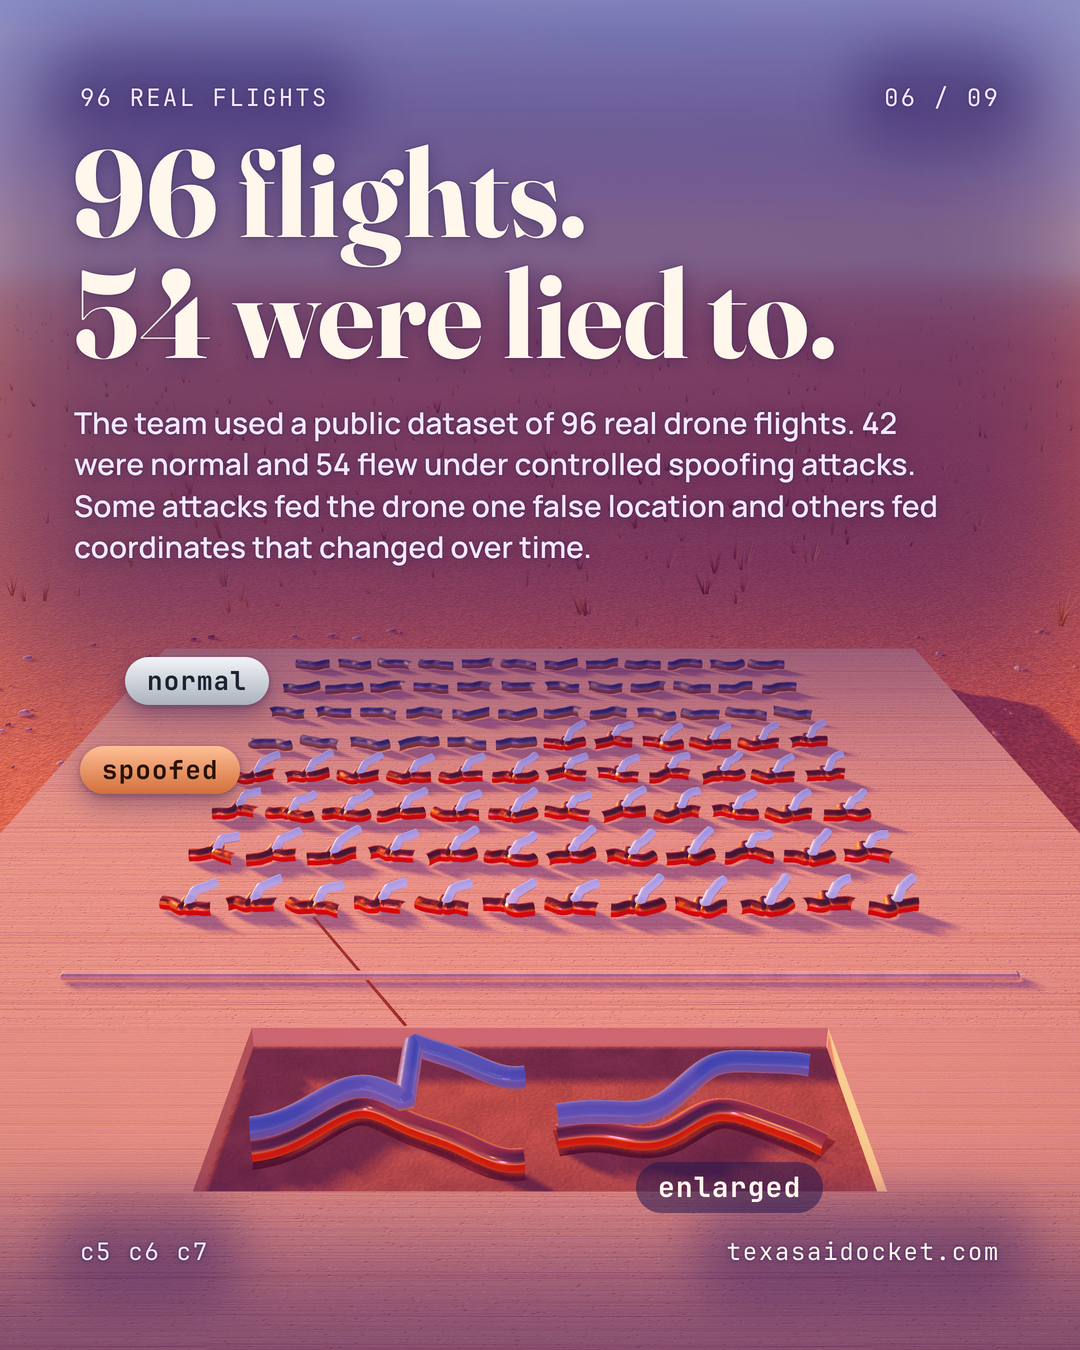 96 REAL FLIGHTS
06 / 09
96 flights.
54 were lied to.
The team used a public dataset of 96 real drone flights. 42
were normal and 54 flew under controlled spoofing attacks.
Some attacks fed the drone one false location and others fed
coordinates that changed over time.
normal
spoofed
enlarged
c5 c6 c7
texasaidocket.com